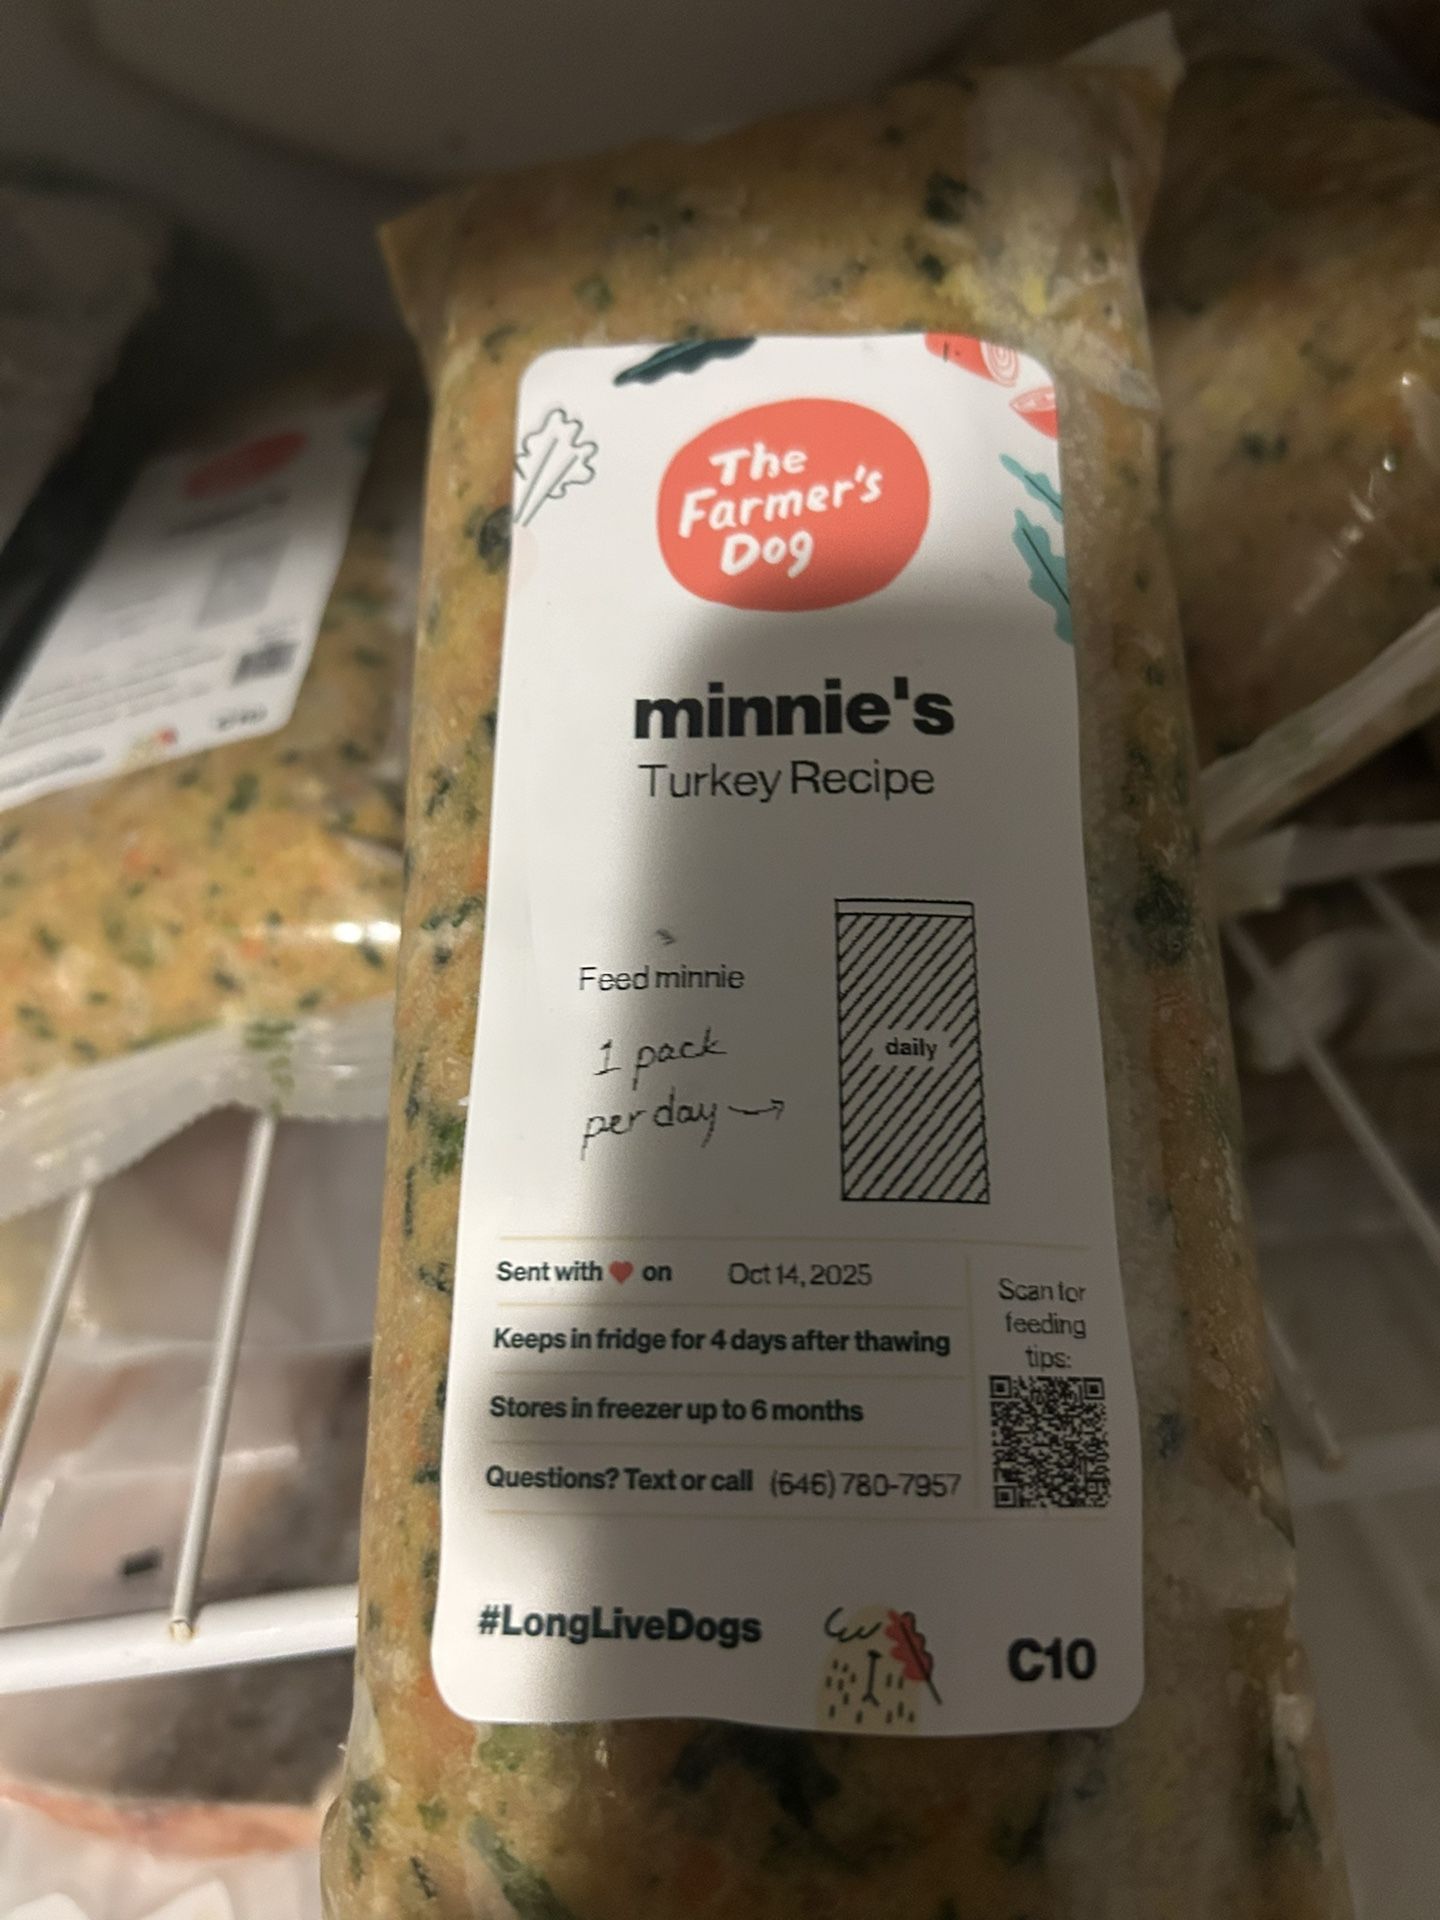 The
Farmer's
Dog
minnie's
Turkey Recipe
Feed minnie
1 pack
per day
daily
Sent with ♥ on Oct 14, 2025
Keeps in fridge for 4 days after thawing
Stores in freezer up to 6 months
Questions? Text or call (646) 780-7957
Scan for
feeding
tips:
#LongLiveDogs
C10